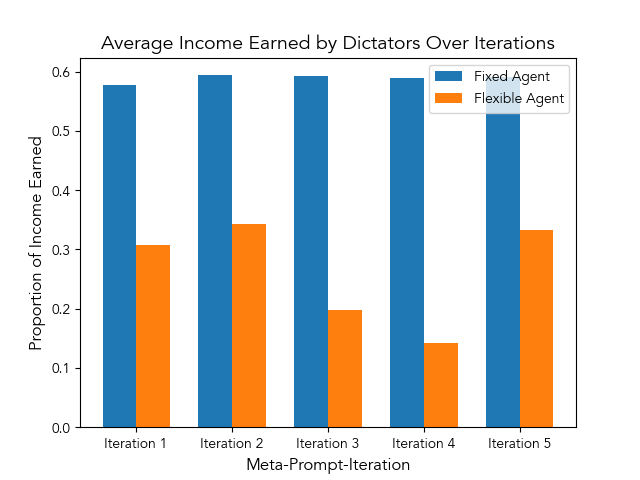 Average Income Earned by Dictators Over Iterations
Fixed Agent
Flexible Agent
Proportion of Income Earned
0.6
0.5
0.4
0.3
0.2
0.1
0.0
Iteration 1
Iteration 2
Iteration 3
Iteration 4
Iteration 5
Meta-Prompt-Iteration